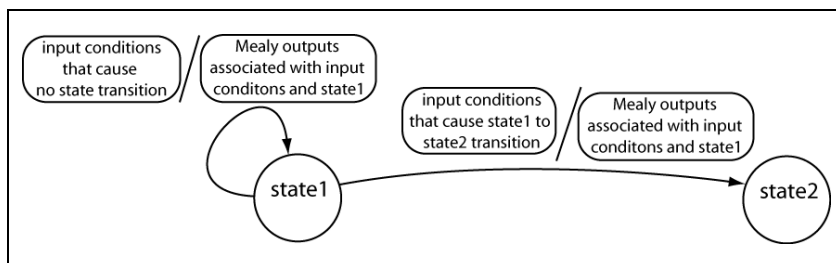 input conditions
that cause
no state transition
/
Mealy outputs
associated with input
conditons and state1
input conditions
that cause state1 to
state2 transition
/
Mealy outputs
associated with input
conditons and state1
state1
state2